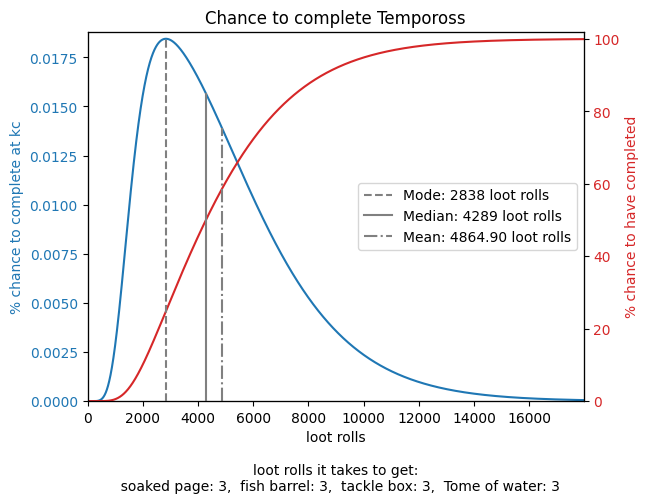 Chance to complete Tempoross
% chance to complete at kc
0.0175
0.0150
0.0125
0.0100
0.0075
0.0050
0.0025
0.0000
100
80
60
40
20
0
% chance to have completed
Mode: 2838 loot rolls
Median: 4289 loot rolls
Mean: 4864.90 loot rolls
0 2000 4000 6000 8000 10000 12000 14000 16000
loot rolls
loot rolls it takes to get:
soaked page: 3,  fish barrel: 3,  tackle box: 3,  Tome of water: 3